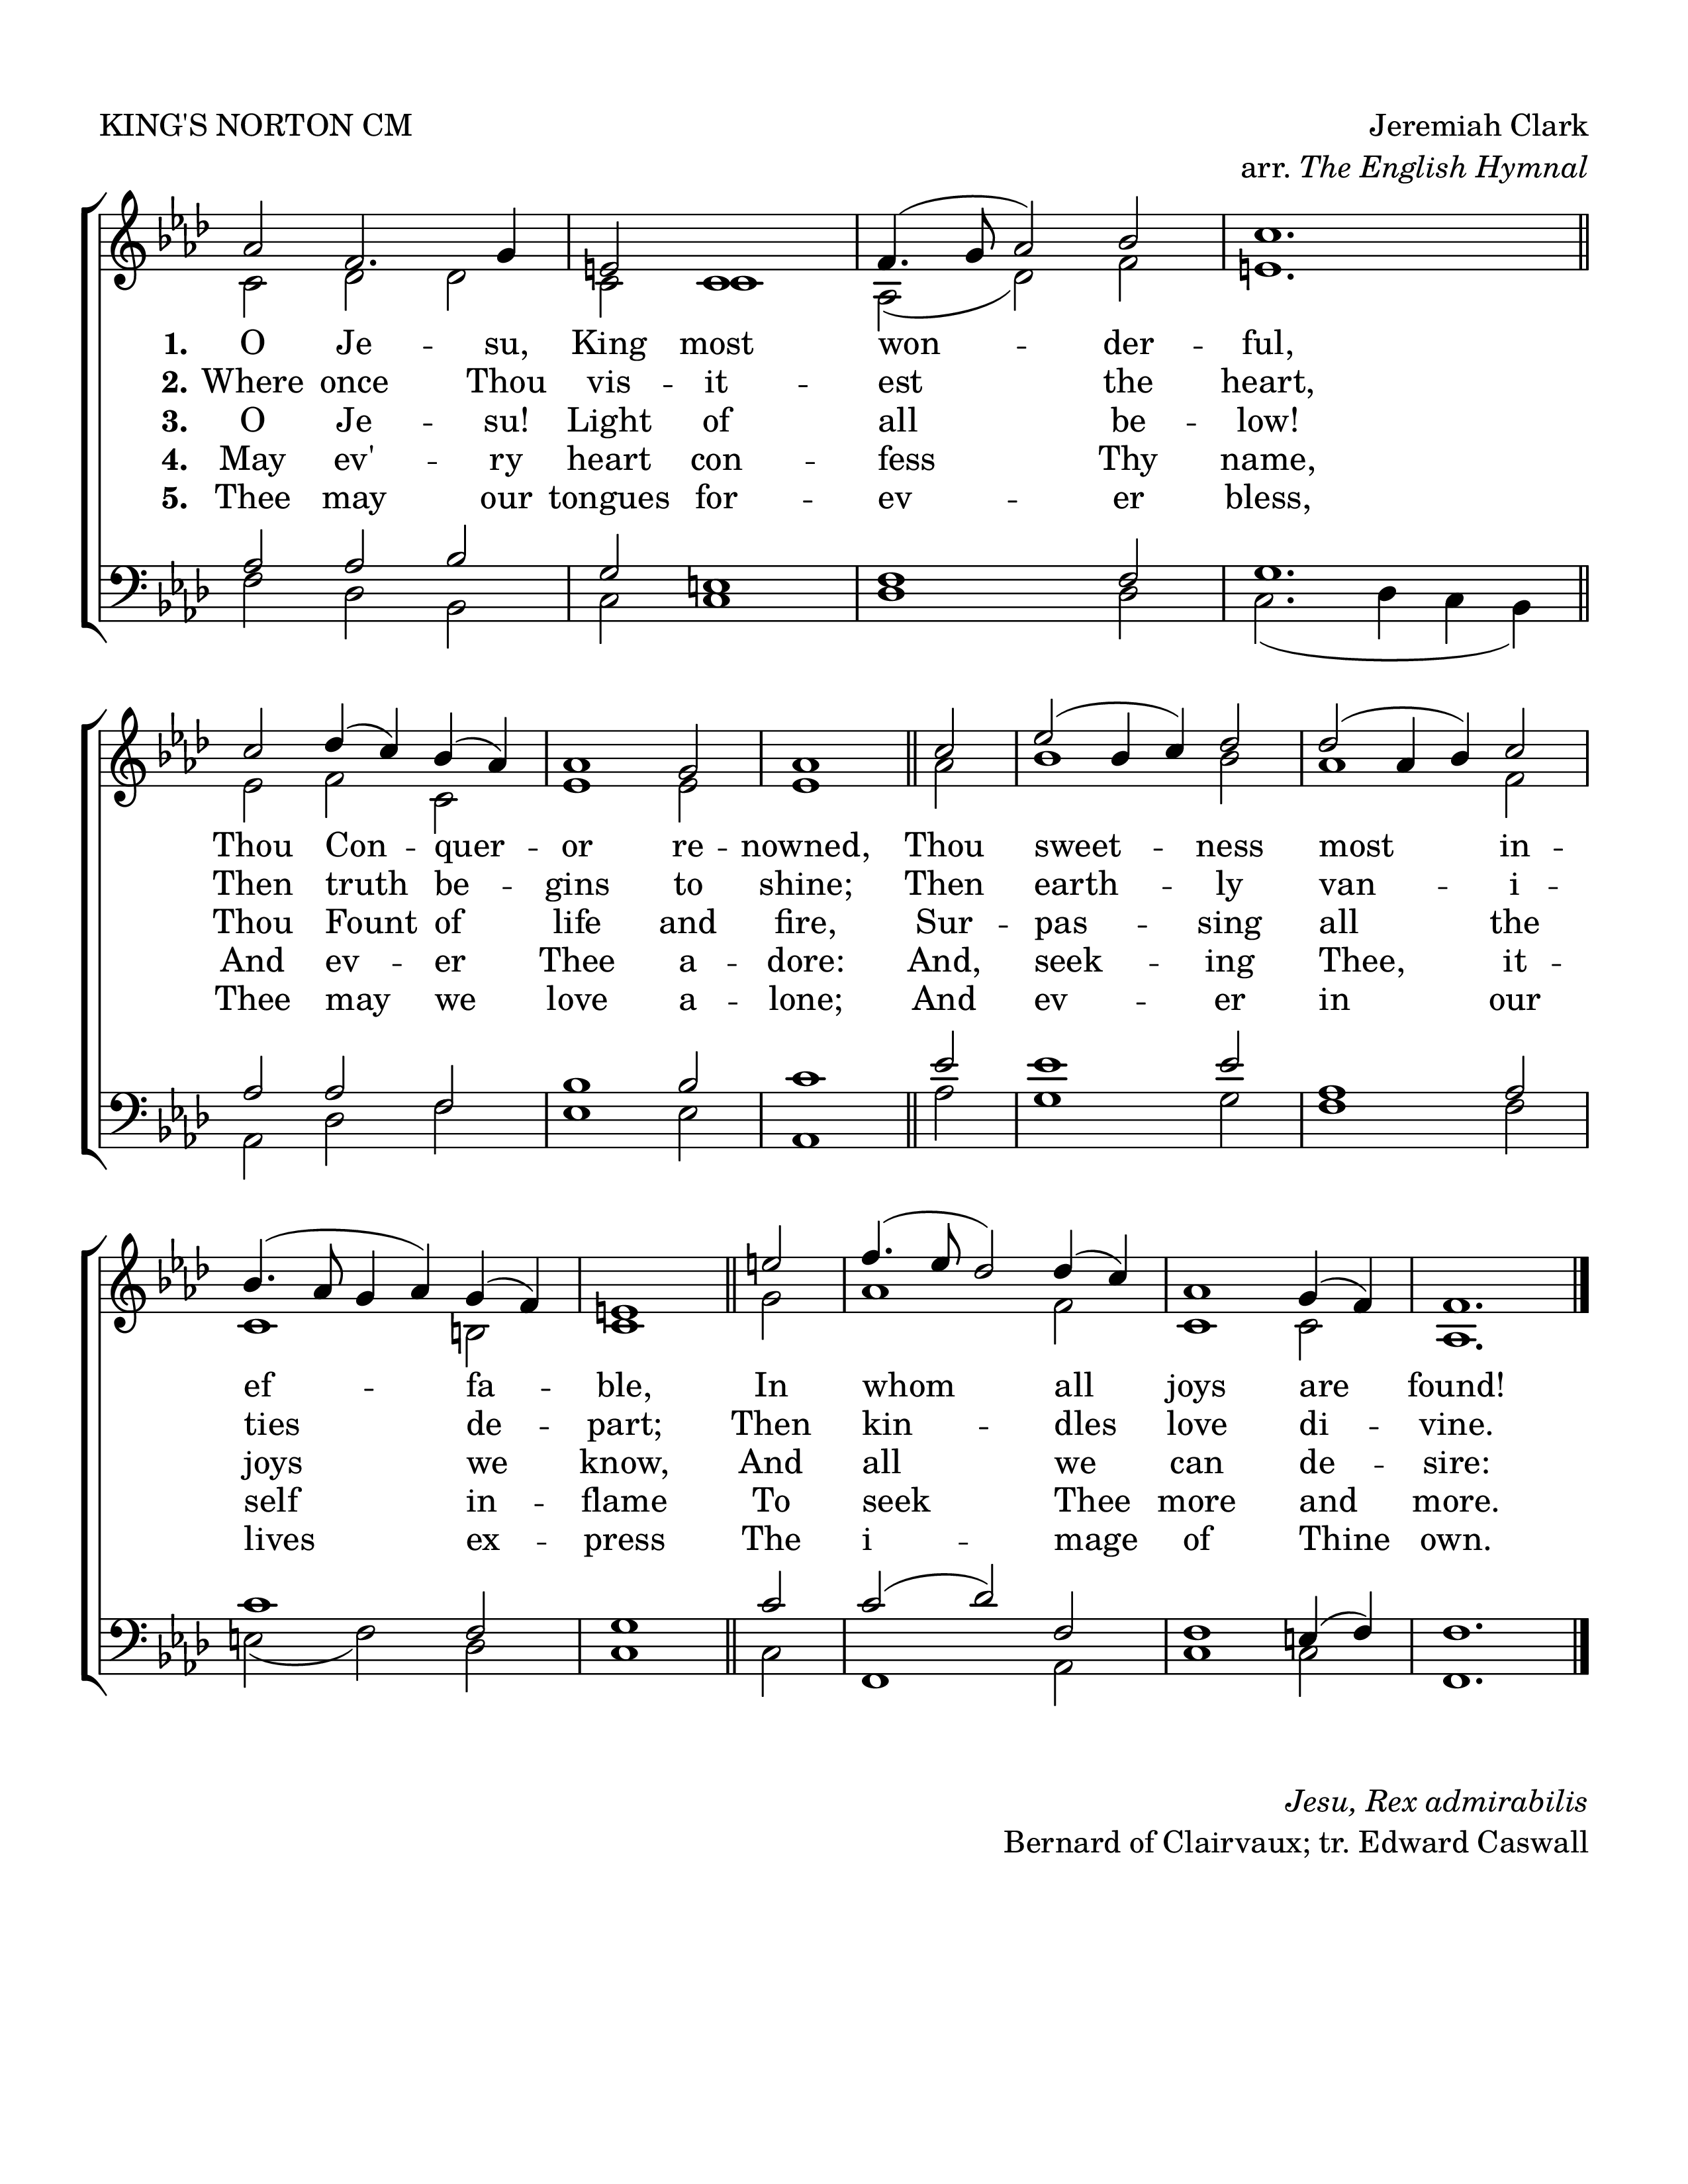 KING'S NORTON CM
Jeremiah Clark
arr. The English Hymnal
1. O Je - su, King most won - der - ful,
2. Where once Thou vis - it - est the heart,
3. O Je - su! Light of all be - low!
4. May ev' - ry heart con - fess Thy name,
5. Thee may our tongues for - ev - er bless,
Thou Con - quer - or re - nowned, Thou sweet - ness most in -
Then truth be - gins to shine; Then earth - ly van - i -
Thou Fount of life and fire, Sur - pas - sing all the
And ev - er Thee a - dore: And, seek - ing Thee, it -
Thee may we love a - lone; And ev - er in our
ef - fa - ble, In whom all joys are found!
ties de - part; Then kin - dles love di - vine.
joys we know, And all we can de - sire:
self in - flame To seek Thee more and more.
lives ex - press The i - mage of Thine own.
Jesu, Rex admirabilis
Bernard of Clairvaux; tr. Edward Caswall